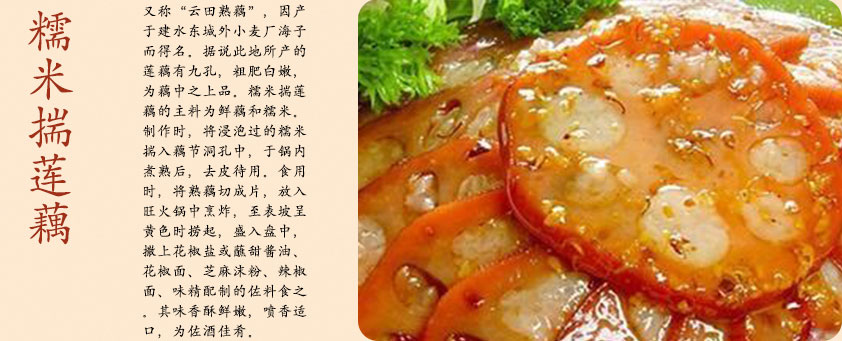 糯米揣莲藕
又称“云田熟藕”，因产
于建水东城外小麦厂海子
而得名。据说此地所产的
莲藕有九孔，粗肥白嫩，
为藕中之上品。糯米揣莲
藕的主料为鲜藕和糯米。
制作时，将浸泡过的糯米
揣入藕节洞孔中，于锅内
煮熟后，去皮待用。食用
时，将熟藕切成片，放入
旺火锅中烹炸，至表坡呈
黄色时捞起，盛入盘中，
撒上花椒盐或蘸甜酱油、
花椒面、芝麻沫粉、辣椒
面、味精配制的佐料食之
。其味香酥鲜嫩，喷香适
口，为佐酒佳肴。